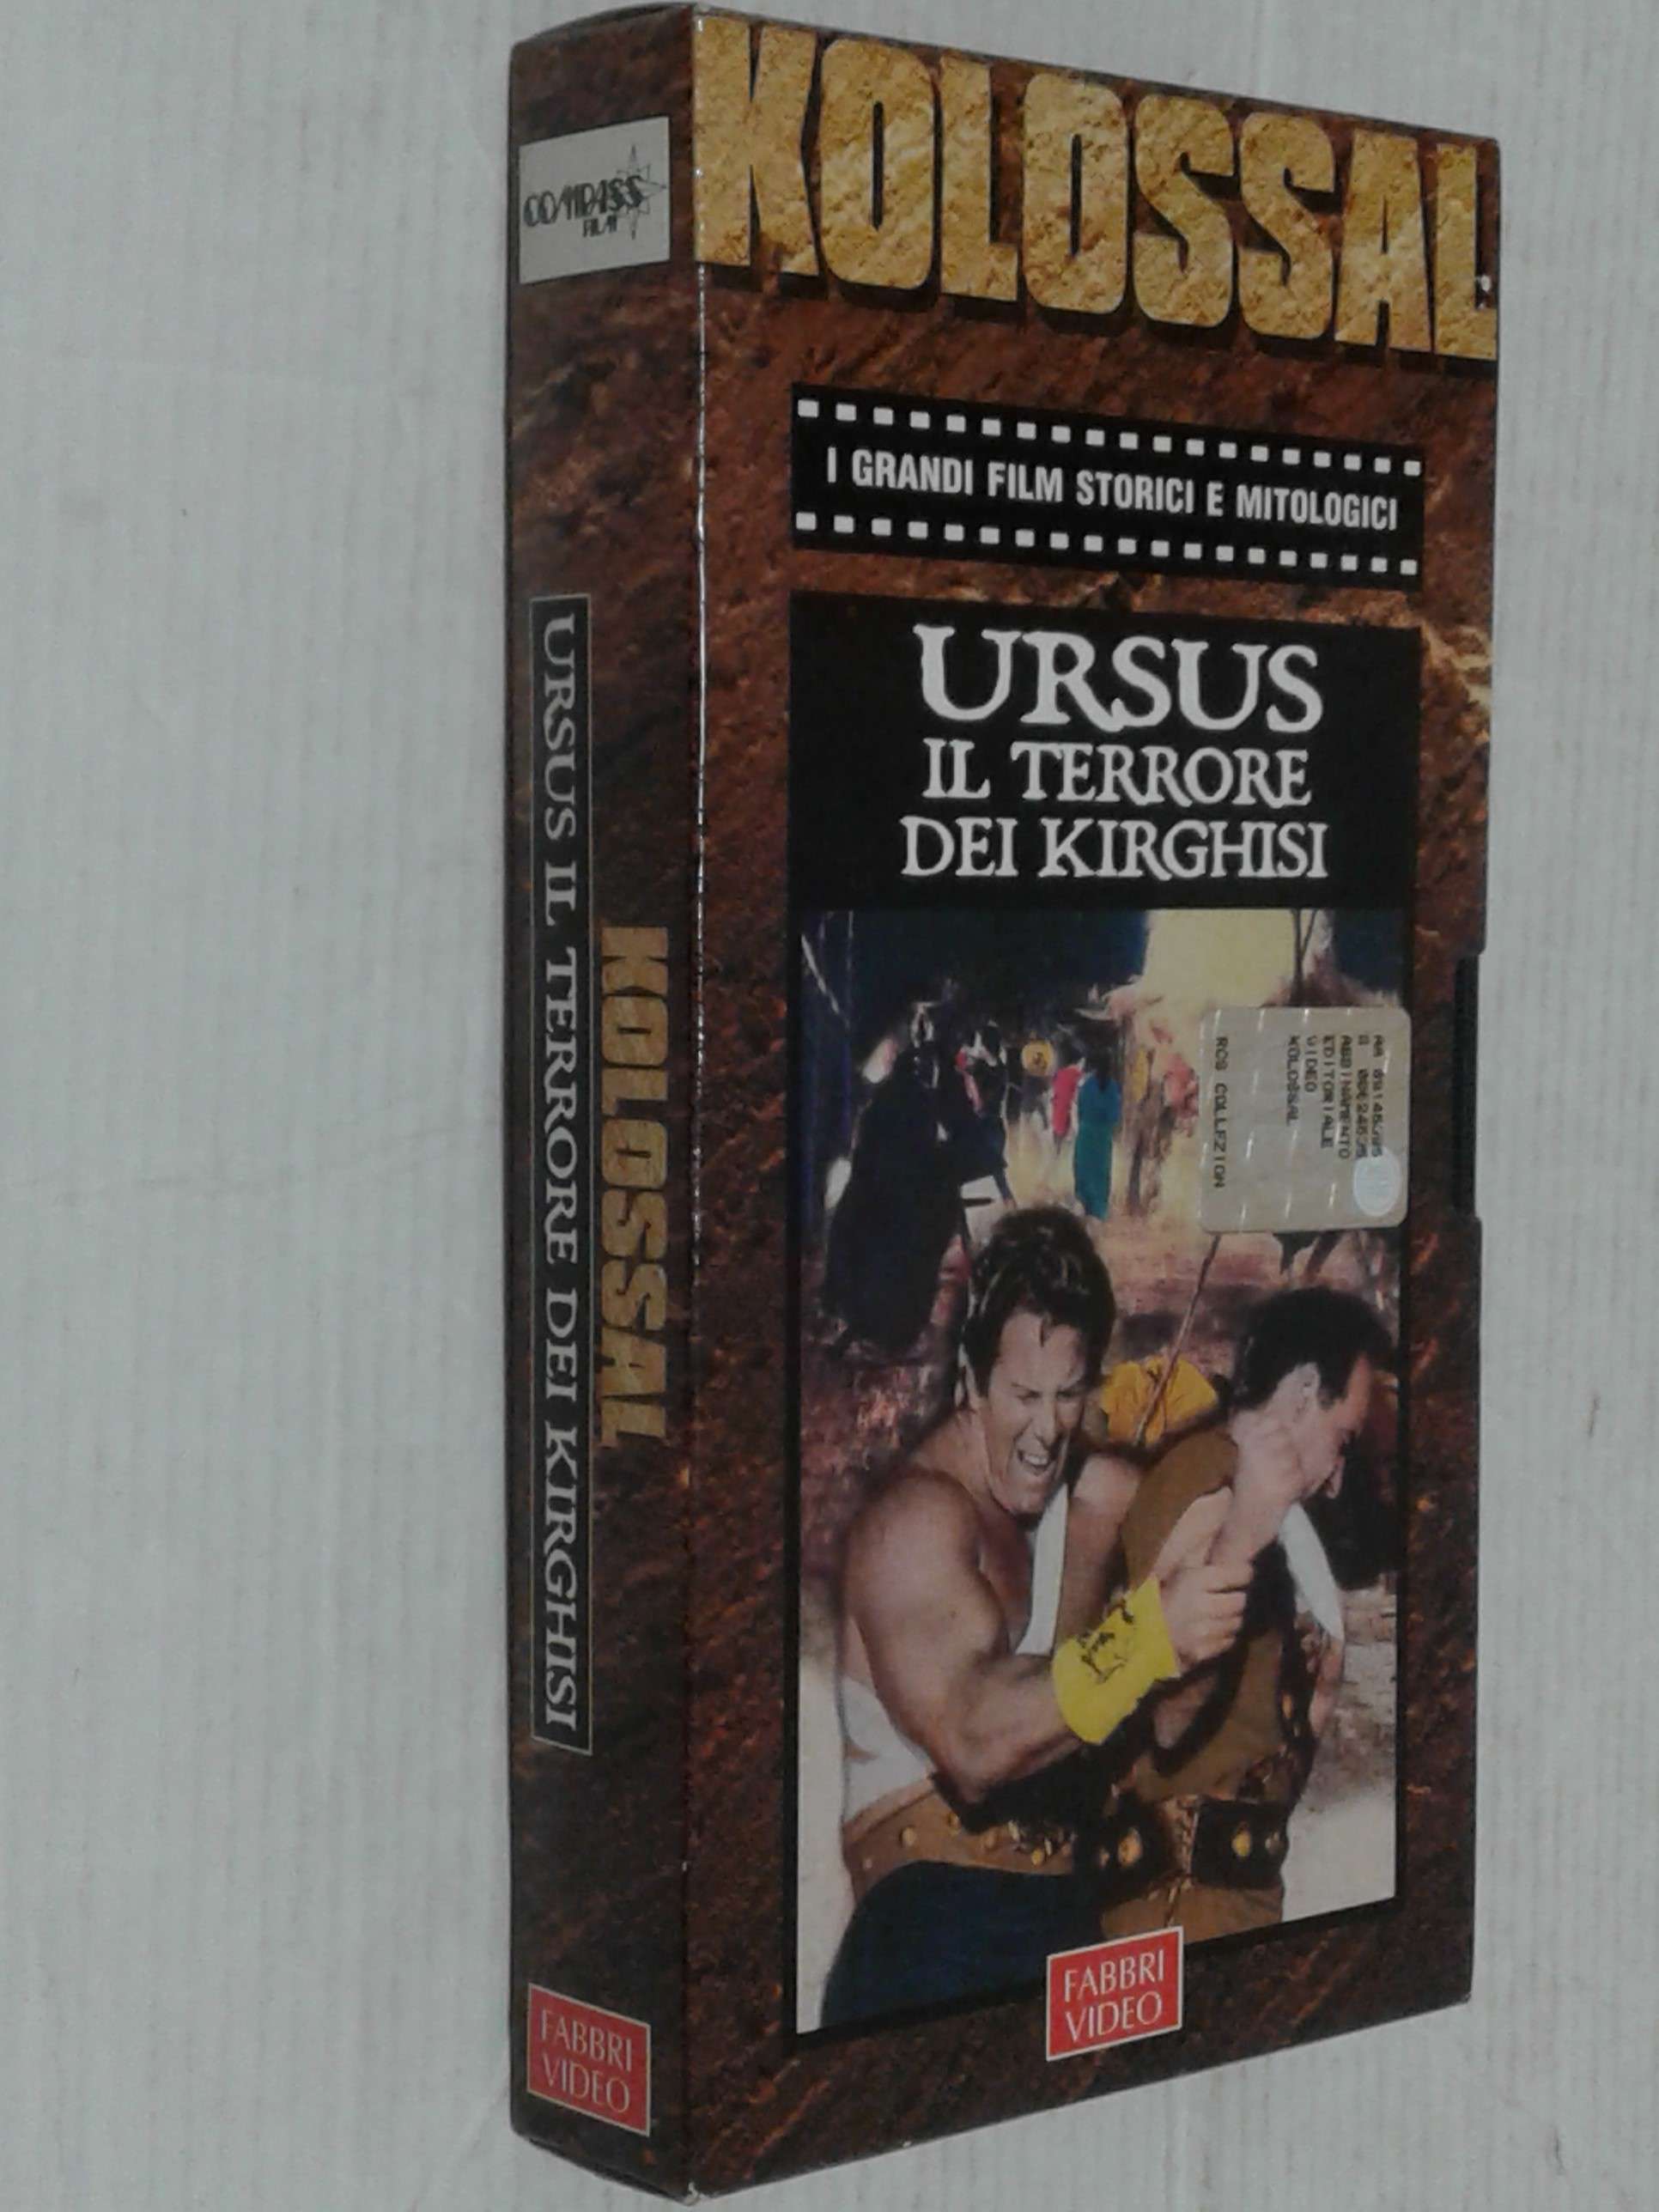 KOLOSSAL
I GRANDI FILM STORICI E MITOLOGICI
URSUS
IL TERRORE
DEI KIRGHISI
ABBINAMENTO
EDITORIALE
VIDEO
KOLOSSAL
RCS COLLEZION
FABBRI
VIDEO
COMPASS
FILM
URSUS IL TERRORE DEI KIRGHISI
KOLOSSAL
FABBRI
VIDEO